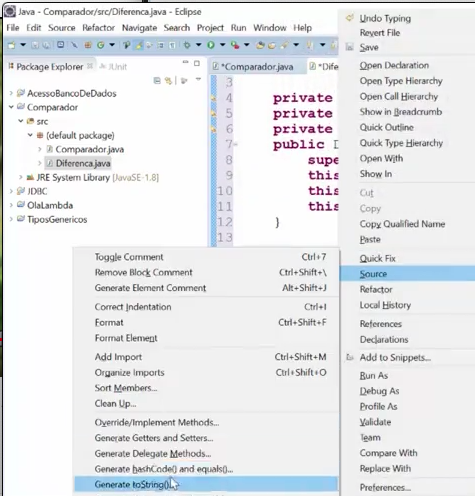 Java - Comparador/src/Diferenca.java - Eclipse
File Edit Source Refactor Navigate Search Project Run Window Help
Package Explorer JUnit
AcessoBancoDeDados
Comparador
src
(default package)
Comparador.java
Diferenca.java
JRE System Library [JavaSE-1.8]
JDBC
OlaLambda
TiposGenericos
*Comparador.java
3
4 private
5 private
6 private
7 public
8 supe
9 this
10 this
11 this
12 }
13
Toggle Comment Ctrl+7
Remove Block Comment Ctrl+Shift+\
Generate Element Comment Alt+Shift+J
Correct Indentation Ctrl+I
Format Ctrl+Shift+F
Format Element
Add Import Ctrl+Shift+M
Organize Imports Ctrl+Shift+O
Sort Members...
Clean Up...
Override/Implement Methods...
Generate Getters and Setters...
Generate Delegate Methods...
Generate hashCode() and equals()...
Generate toString()...
Undo Typing
Revert File
Save
Open Declaration
Open Type Hierarchy
Open Call Hierarchy
Show in Breadcrumb
Quick Outline
Quick Type Hierarchy
Open With
Show In
Cut
Copy
Copy Qualified Name
Paste
Quick Fix
Source
Refactor
Local History
References
Declarations
Add to Snippets...
Run As
Debug As
Profile As
Validate
Team
Compare With
Replace With
Preferences...